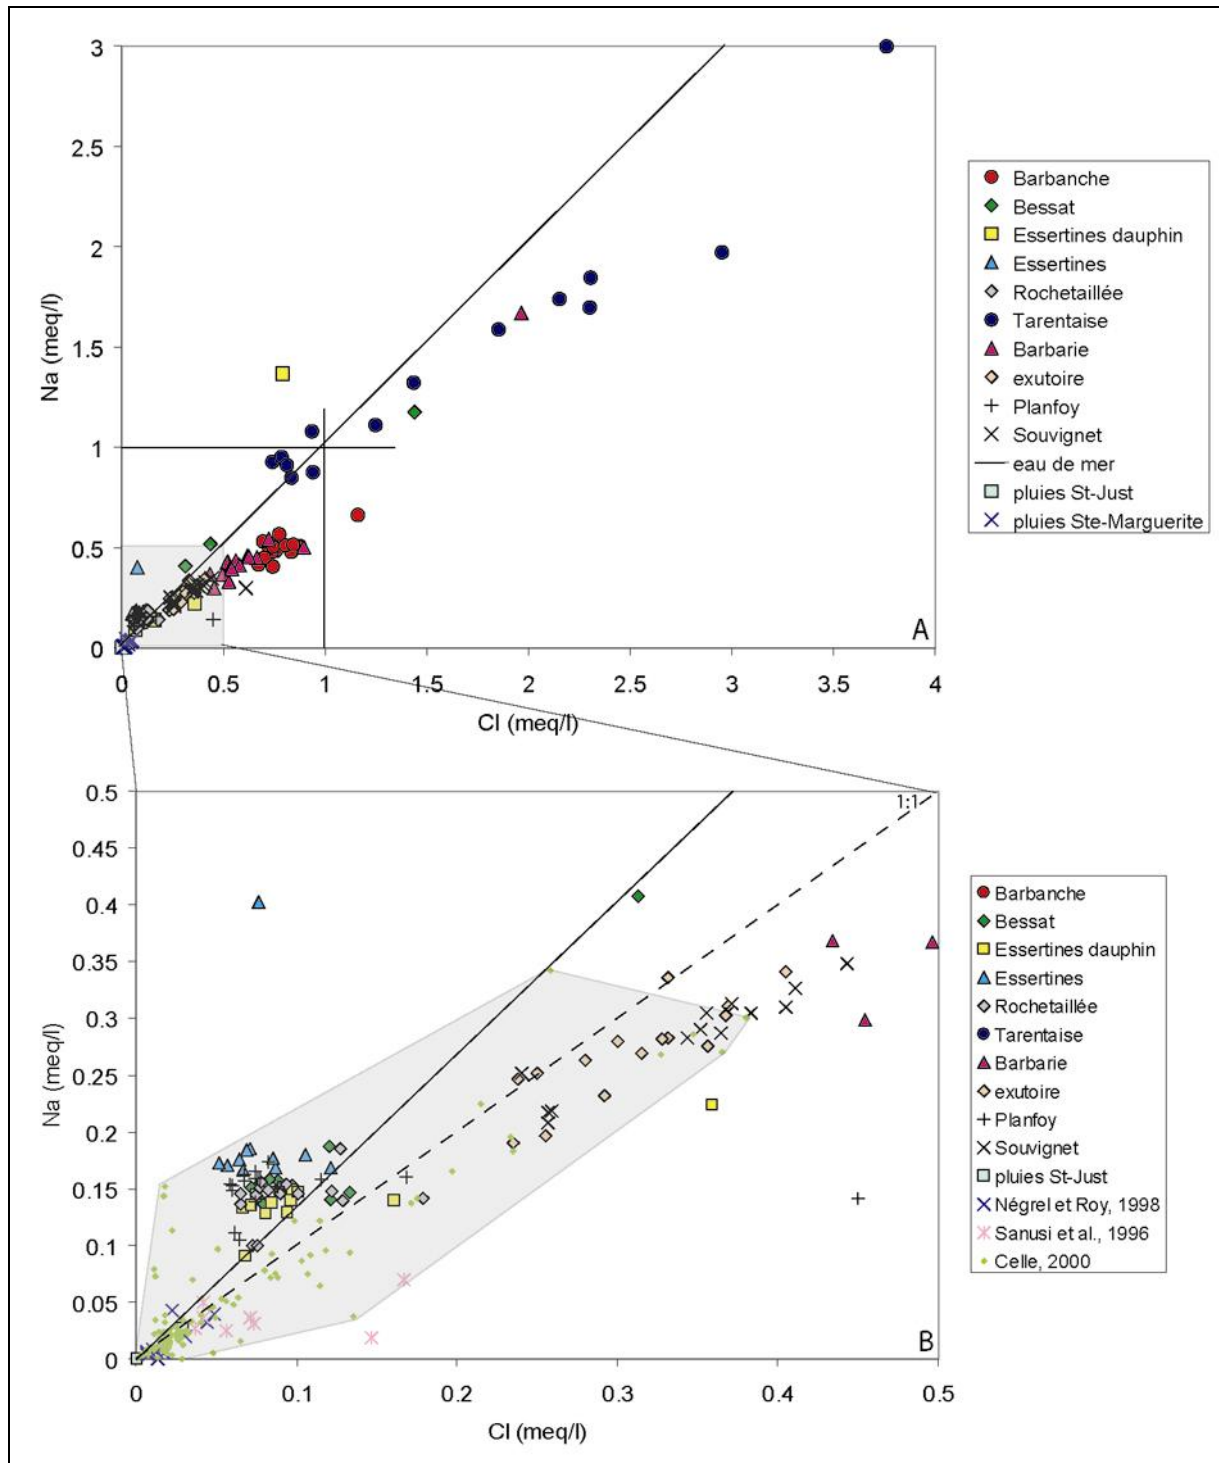 3
2.5
2
1.5
1
0.5
0
Na (meq/l)
A
0 0.5 1 1.5 2 2.5 3 3.5 4
Cl (meq/l)
Barbanche
Bessat
Essertines dauphin
Essertines
Rochetaillée
Tarentaise
Barbarie
exutoire
Planfoy
Souvignet
eau de mer
pluies St-Just
pluies Ste-Marguerite
0.5
0.45
0.4
0.35
0.3
0.25
0.2
0.15
0.1
0.05
0
Na (meq/l)
1:1
B
0 0.1 0.2 0.3 0.4 0.5
Cl (meq/l)
Barbanche
Bessat
Essertines dauphin
Essertines
Rochetaillée
Tarentaise
Barbarie
exutoire
Planfoy
Souvignet
pluies St-Just
Négrel et Roy, 1998
Sanusi et al., 1996
Celle, 2000